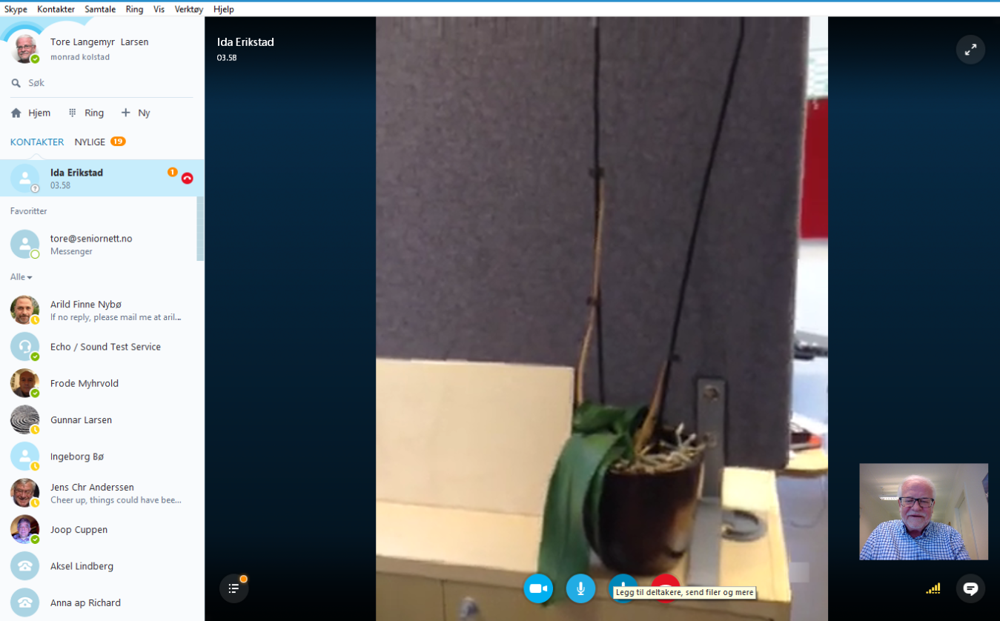 Skype Kontakter Samtale Ring Vis Verktøy Hjelp
Tore Langemyr Larsen
monrad kolstad
Søk
Hjem Ring Ny
KONTAKTER NYLIGE 19
Ida Erikstad
03.58
1
Favoritter
tore@seniornett.no
Messenger
Alle
Arild Finne Nybø
If no reply, please mail me at aril...
Echo / Sound Test Service
Frode Myhrvold
Gunnar Larsen
Ingeborg Bø
Jens Chr Anderssen
Cheer up, things could have bee...
Joop Cuppen
Aksel Lindberg
Anna ap Richard
Ida Erikstad
03.58
Legg til deltakere, send filer og mere